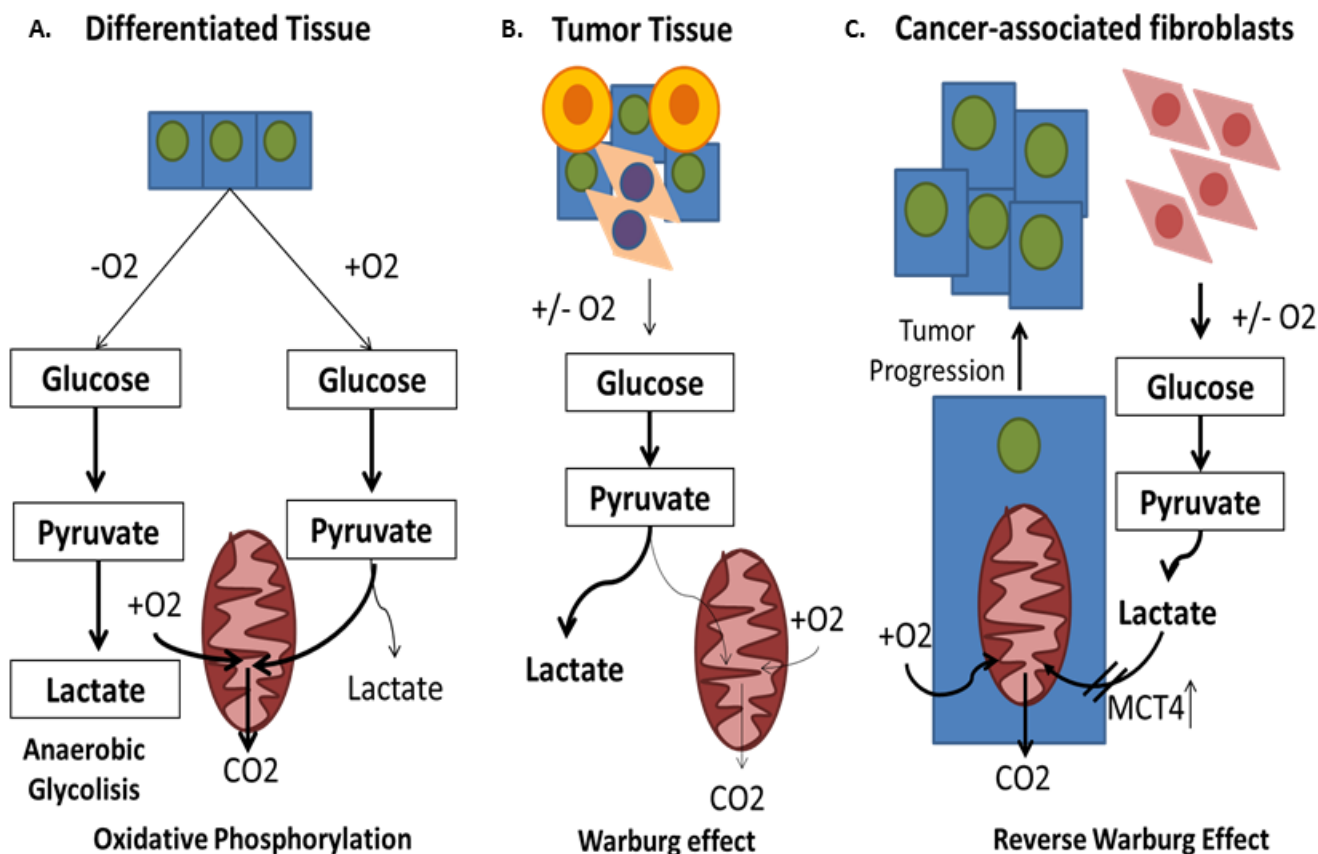 A. Differentiated Tissue
-O2
+O2
Glucose
Glucose
Pyruvate
Pyruvate
+O2
Lactate
Lactate
Anaerobic
Glycolisis
CO2
Oxidative Phosphorylation
B. Tumor Tissue
+/- O2
Glucose
Pyruvate
+O2
Lactate
CO2
Warburg effect
C. Cancer-associated fibroblasts
+/- O2
Tumor
Progression
Glucose
Pyruvate
Lactate
+O2
MCT4↑
CO2
Reverse Warburg Effect